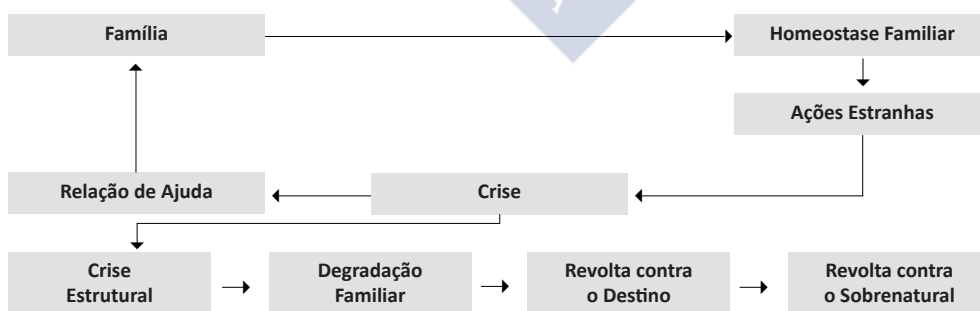 Família
Homeostase Familiar
Ações Estranhas
Relação de Ajuda
Crise
Crise
Estrutural
Degradação
Familiar
Revolta contra
o Destino
Revolta contra
o Sobrenatural